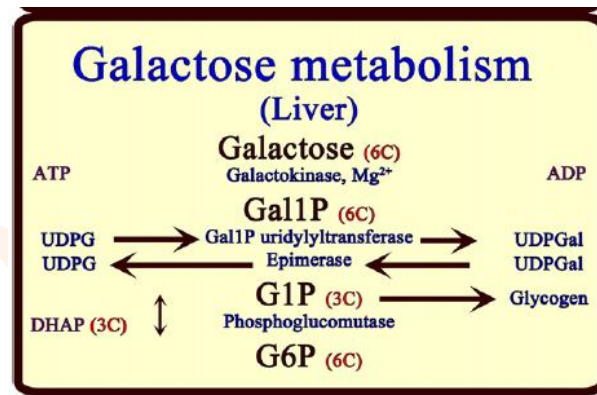 Galactose metabolism
(Liver)
Galactose (6C)
ATP Galactokinase, Mg²⁺ ADP
Gal1P (6C)
UDPG Gal1P uridylyltransferase UDPGal
UDPG Epimerase UDPGal
G1P (3C) Glycogen
DHAP (3C) Phosphoglucomutase
G6P (6C)